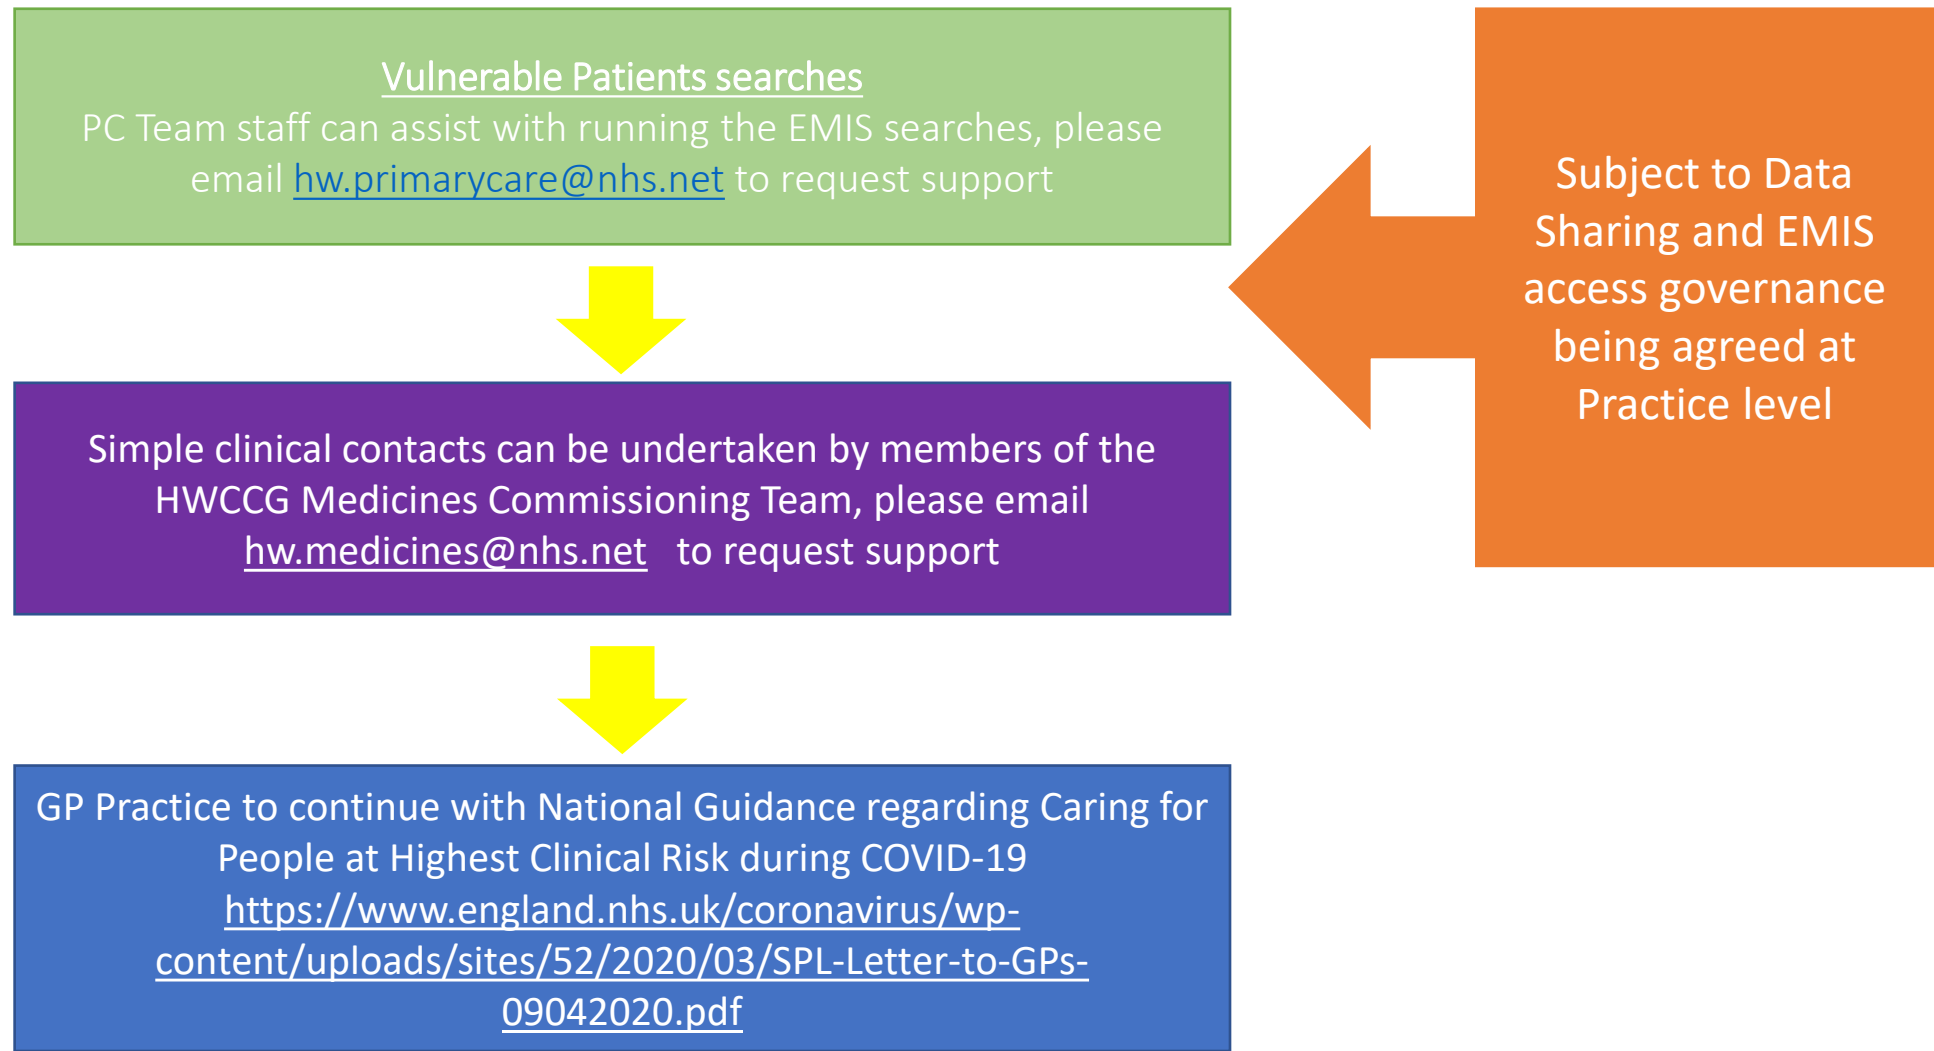 Vulnerable Patients searches
PC Team staff can assist with running the EMIS searches, please
email hw.primarycare@nhs.net to request support
Subject to Data
Sharing and EMIS
access governance
being agreed at
Practice level
Simple clinical contacts can be undertaken by members of the
HWCCG Medicines Commissioning Team, please email
hw.medicines@nhs.net to request support
GP Practice to continue with National Guidance regarding Caring for
People at Highest Clinical Risk during COVID-19
https://www.england.nhs.uk/coronavirus/wp-
content/uploads/sites/52/2020/03/SPL-Letter-to-GPs-
09042020.pdf